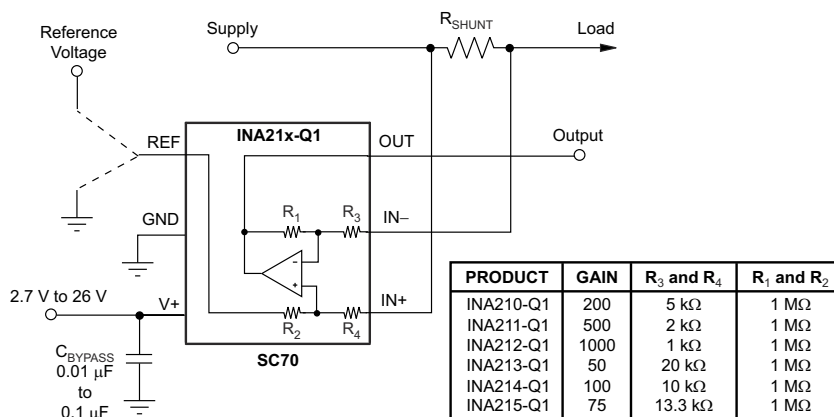 Reference
Voltage
Supply
RSHUNT
Load
REF
INA21x-Q1
OUT
Output
GND
R1
R3
IN−
2.7 V to 26 V
V+
-
+
R2
R4
IN+
CBYPASS
0.01 µF
to
0.1 µF
SC70
PRODUCT GAIN R3 and R4 R1 and R2
INA210-Q1 200 5 kΩ 1 MΩ
INA211-Q1 500 2 kΩ 1 MΩ
INA212-Q1 1000 1 kΩ 1 MΩ
INA213-Q1 50 20 kΩ 1 MΩ
INA214-Q1 100 10 kΩ 1 MΩ
INA215-Q1 75 13.3 kΩ 1 MΩ